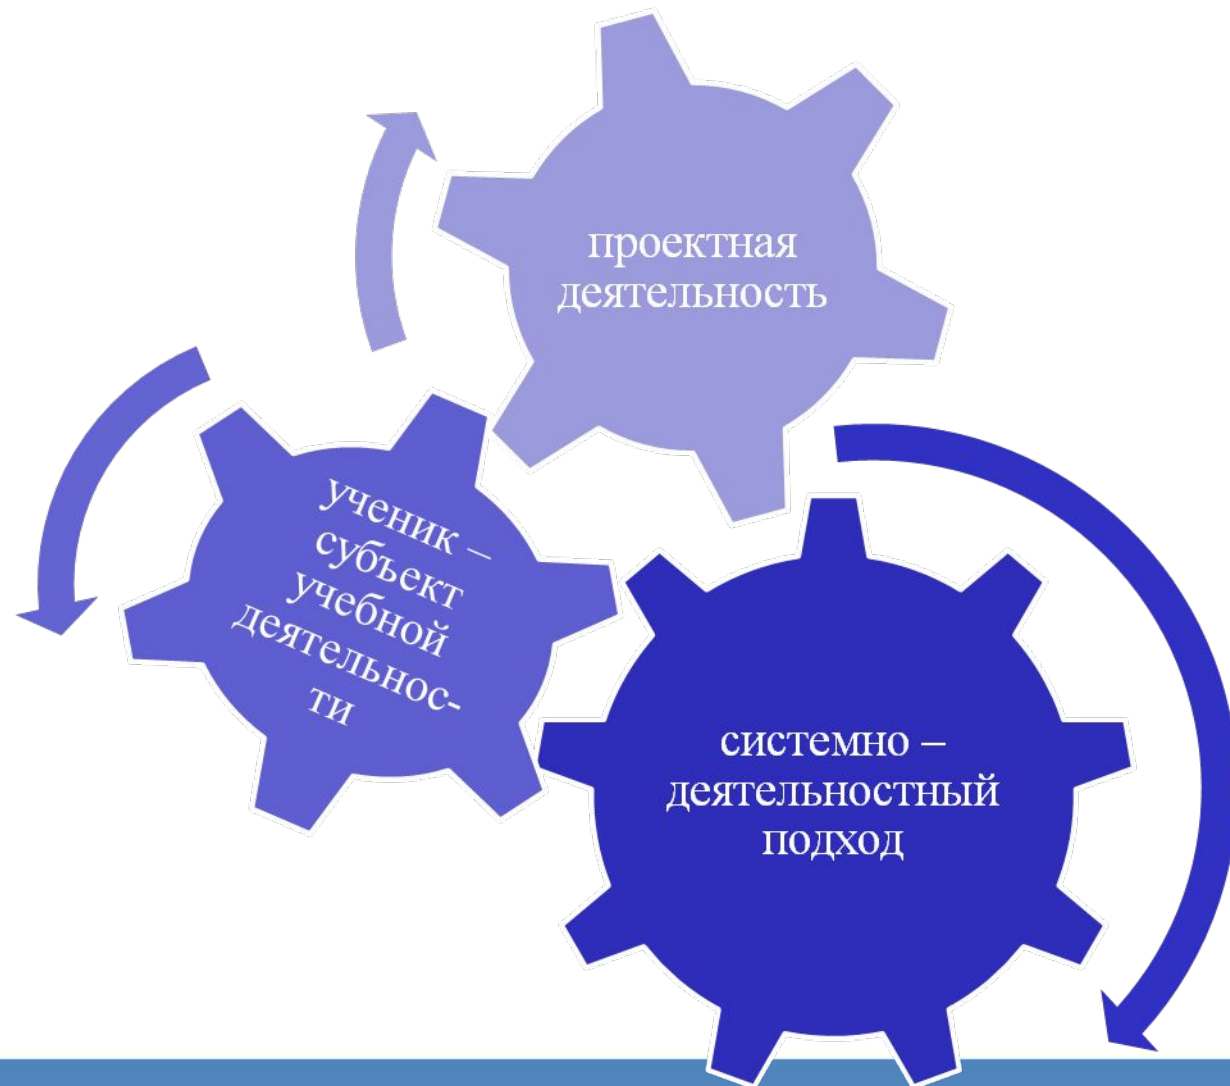 проектная
деятельность
ученик –
субъект
учебной
деятельнос-
ти
системно –
деятельностный
подход